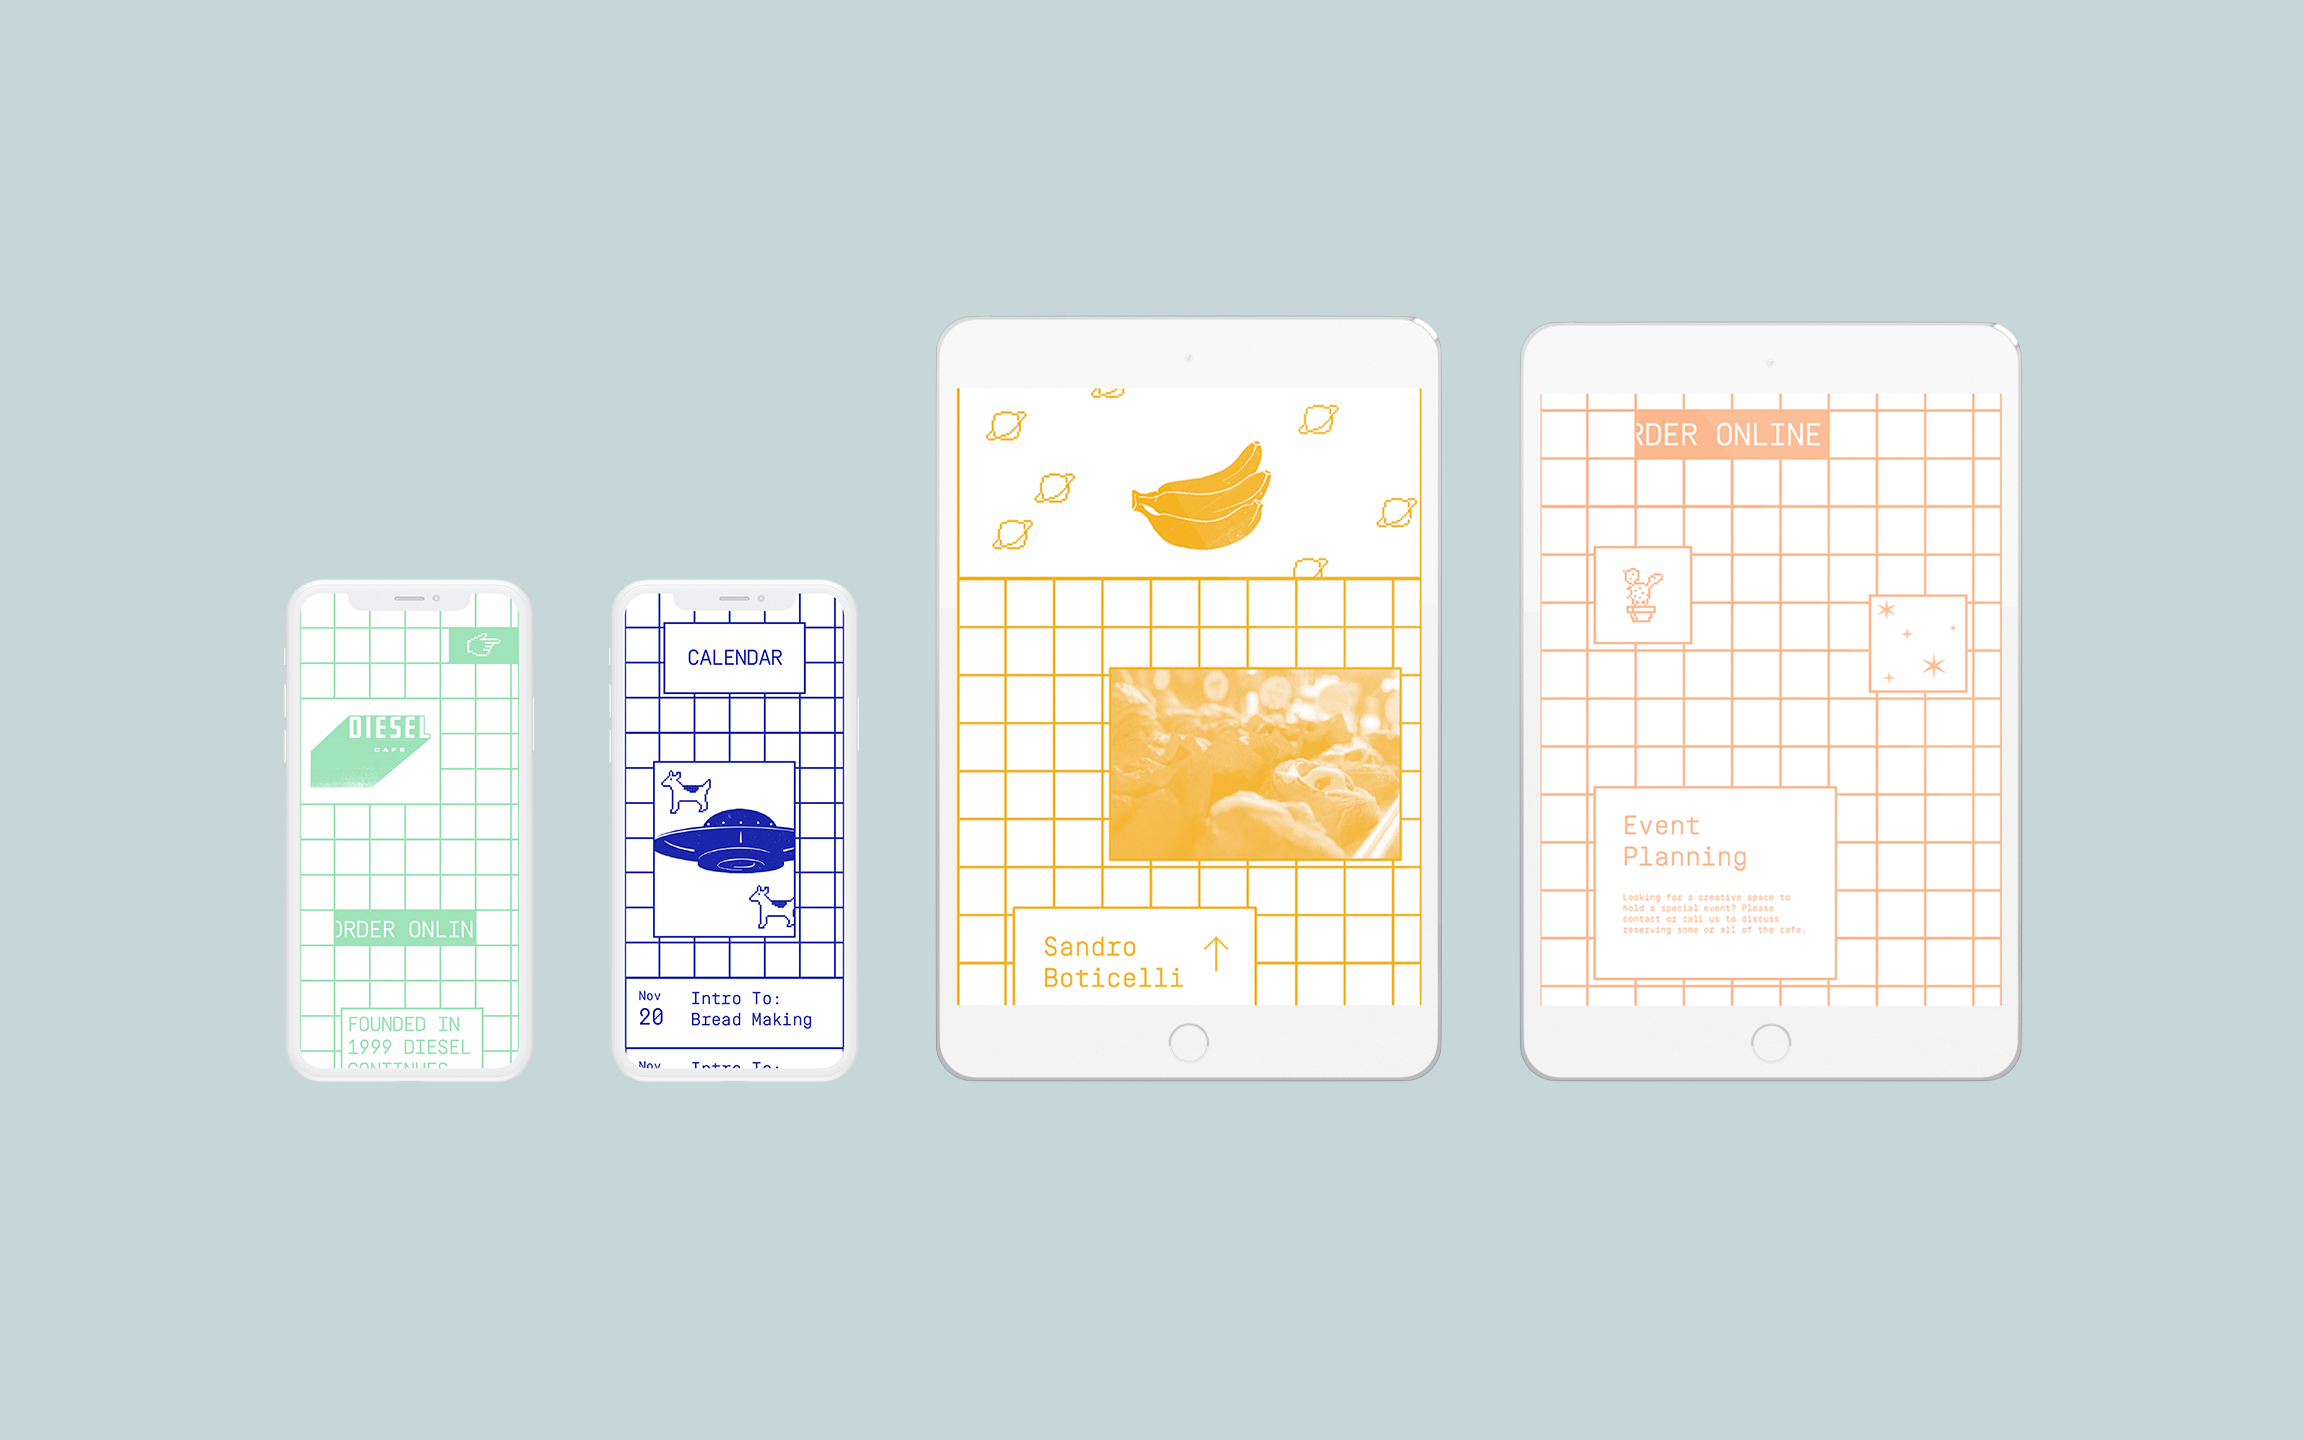 DIESEL
CAFE
ORDER ONLIN
FOUNDED IN
1999 DIESEL
CONTINUES
CALENDAR
Nov
20
Intro To:
Bread Making
Nov
Intro To:
Sandro
Boticelli
RDER ONLINE
Event
Planning
Looking for a creative space to
hold a special event? Please
contact or call us to discuss
reserving some or all of the cafe.